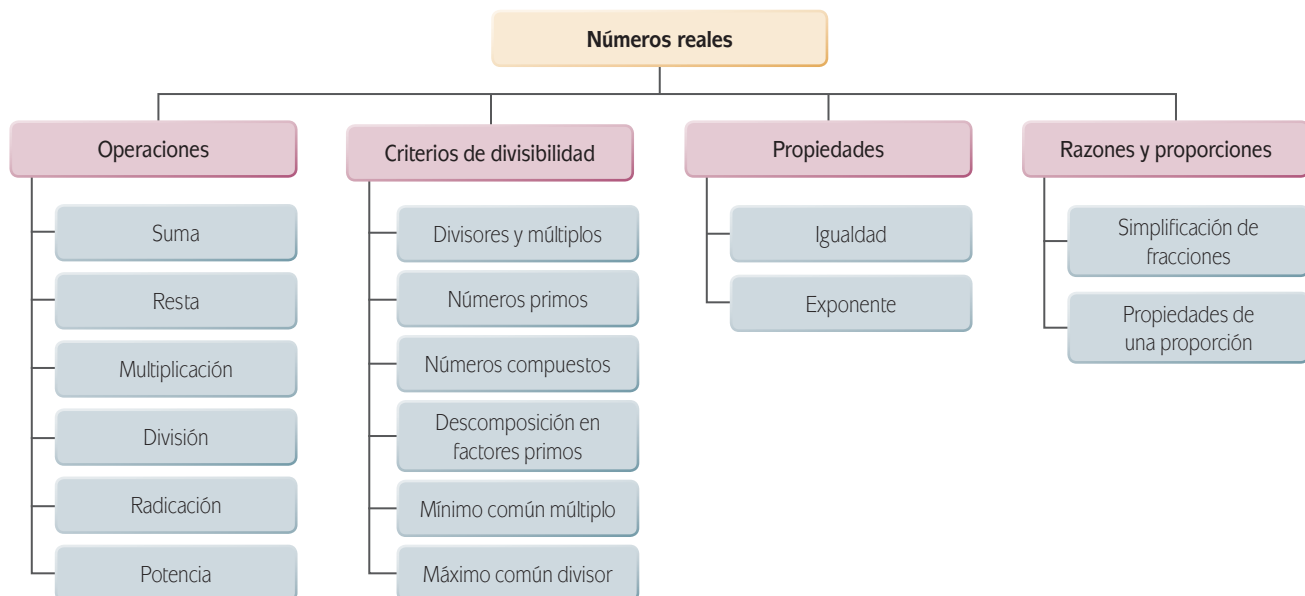 Números reales
Operaciones
Suma
Resta
Multiplicación
División
Radicación
Potencia
Criterios de divisibilidad
Divisores y múltiplos
Números primos
Números compuestos
Descomposición en
factores primos
Mínimo común múltiplo
Máximo común divisor
Propiedades
Igualdad
Exponente
Razones y proporciones
Simplificación de
fracciones
Propiedades de
una proporción